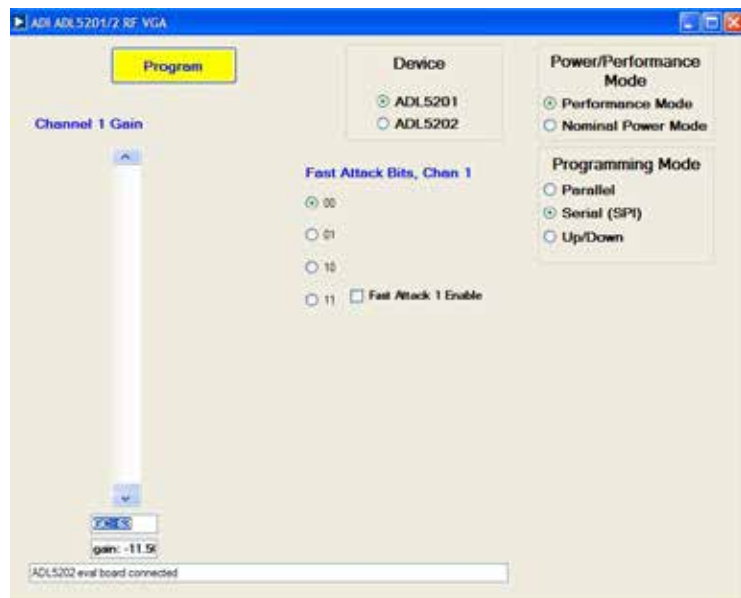 ADI ADL5201/2 RF VGA
Program
Device
ADL5201
ADL5202
Power/Performance
Mode
Performance Mode
Nominal Power Mode
Channel 1 Gain
Fast Attack Bits, Chan 1
00
01
10
11
Fast Attack 1 Enable
Programming Mode
Parallel
Serial (SPI)
Up/Down
GC: 63
gain: -11.5
ADL5202 eval board connected